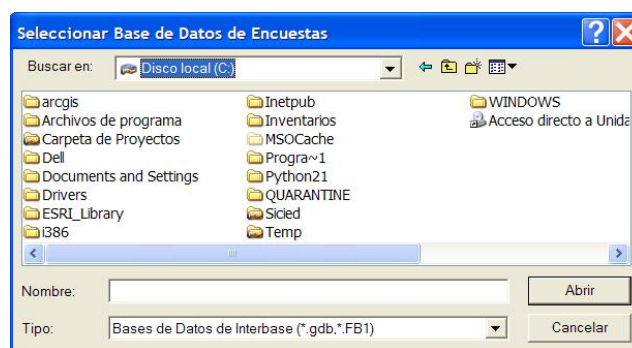 Seleccionar Base de Datos de Encuestas
Buscar en: Disco local (C:)
arcgis
Archivos de programa
Carpeta de Proyectos
Dell
Documents and Settings
Drivers
ESRI_Library
i386
Inetpub
Inventarios
MSOCache
Progra~1
Python21
QUARANTINE
Sicied
Temp
WINDOWS
Acceso directo a Unida
Nombre:
Abrir
Tipo: Bases de Datos de Interbase (*.gdb,*.FB1)
Cancelar